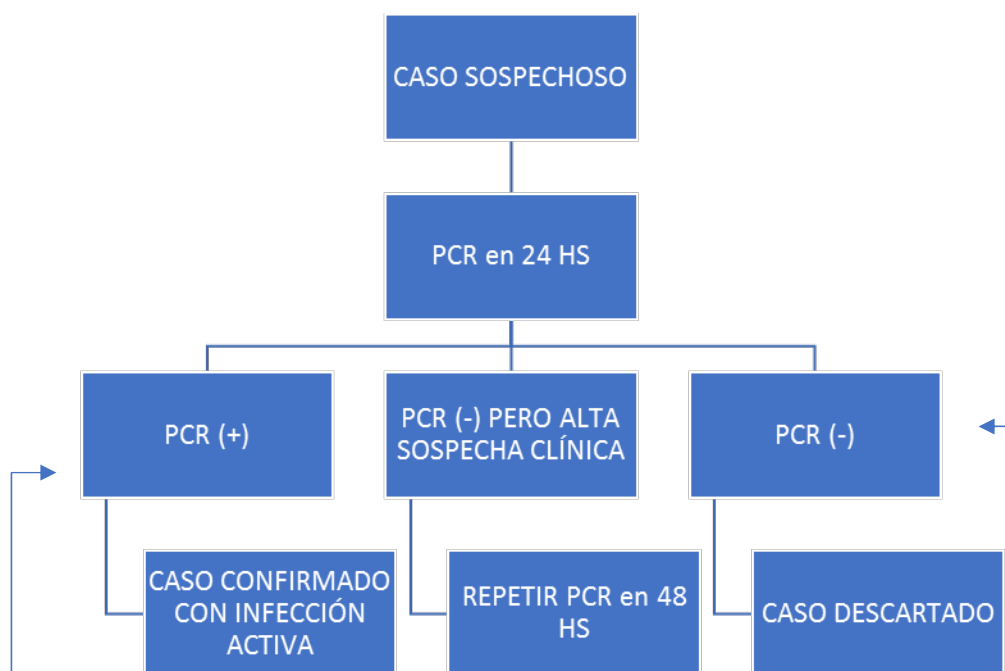 CASO SOSPECHOSO
PCR en 24 HS
PCR (+)
PCR (-) PERO ALTA
SOSPECHA CLÍNICA
PCR (-)
CASO CONFIRMADO
CON INFECCIÓN
ACTIVA
REPETIR PCR en 48
HS
CASO DESCARTADO